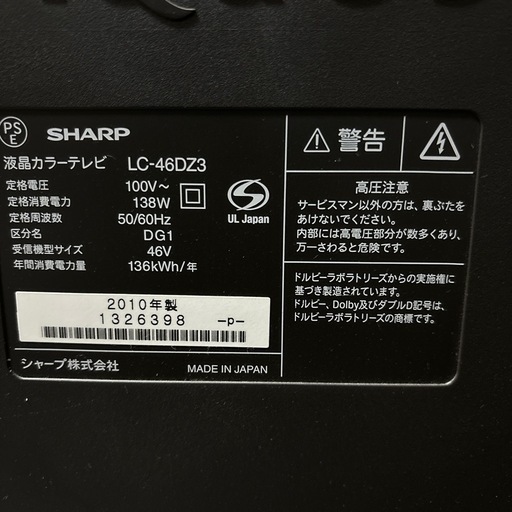 PS
E
SHARP
液晶カラーテレビ LC-46DZ3
定格電圧 100V～
定格消費電力 138W
定格周波数 50/60Hz
区分名 DG1
受信機型サイズ 46V
年間消費電力量 136kWh/年
S
UL Japan
2010年製
1326398 -p-
シャープ株式会社
MADE IN JAPAN
警告
高圧注意
サービスマン以外の方は、裏ぶたを
あけないでください。
内部には高電圧部分が数多くあり、
万一さわると危険です。
ドルビーラボラトリーズからの実施権に
基づき製造されています。
ドルビー、Dolby及びダブルD記号は、
ドルビーラボラトリーズの商標です。